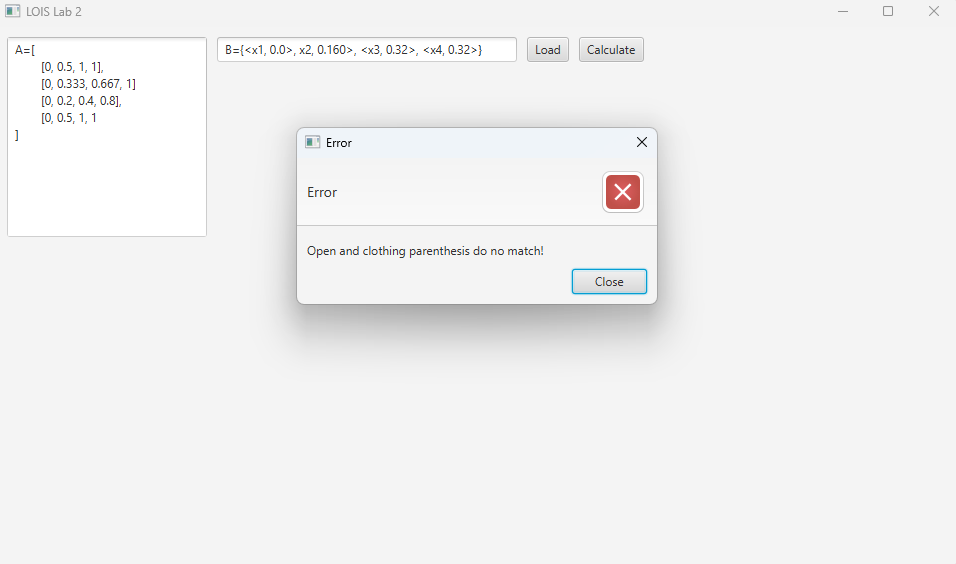 LOIS Lab 2
A=[
[0, 0.5, 1, 1],
[0, 0.333, 0.667, 1]
[0, 0.2, 0.4, 0.8],
[0, 0.5, 1, 1
]
B={<x1, 0.0>, x2, 0.160>, <x3, 0.32>, <x4, 0.32>}
Load
Calculate
Error
Error
Open and clothing parenthesis do no match!
Close